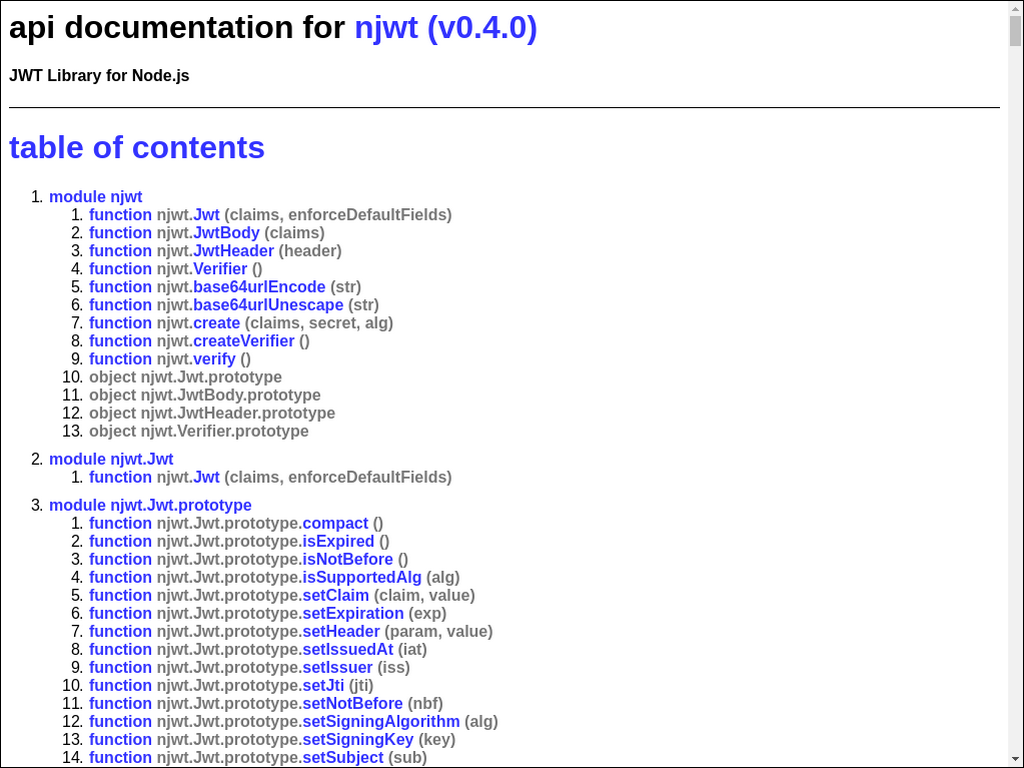 api documentation for njwt (v0.4.0)
JWT Library for Node.js
table of contents
1. module njwt
1. function njwt.Jwt (claims, enforceDefaultFields)
2. function njwt.JwtBody (claims)
3. function njwt.JwtHeader (header)
4. function njwt.Verifier ()
5. function njwt.base64urlEncode (str)
6. function njwt.base64urlUnescape (str)
7. function njwt.create (claims, secret, alg)
8. function njwt.createVerifier ()
9. function njwt.verify ()
10. object njwt.Jwt.prototype
11. object njwt.JwtBody.prototype
12. object njwt.JwtHeader.prototype
13. object njwt.Verifier.prototype
2. module njwt.Jwt
1. function njwt.Jwt (claims, enforceDefaultFields)
3. module njwt.Jwt.prototype
1. function njwt.Jwt.prototype.compact ()
2. function njwt.Jwt.prototype.isExpired ()
3. function njwt.Jwt.prototype.isNotBefore ()
4. function njwt.Jwt.prototype.isSupportedAlg (alg)
5. function njwt.Jwt.prototype.setClaim (claim, value)
6. function njwt.Jwt.prototype.setExpiration (exp)
7. function njwt.Jwt.prototype.setHeader (param, value)
8. function njwt.Jwt.prototype.setIssuedAt (iat)
9. function njwt.Jwt.prototype.setIssuer (iss)
10. function njwt.Jwt.prototype.setJti (jti)
11. function njwt.Jwt.prototype.setNotBefore (nbf)
12. function njwt.Jwt.prototype.setSigningAlgorithm (alg)
13. function njwt.Jwt.prototype.setSigningKey (key)
14. function njwt.Jwt.prototype.setSubject (sub)